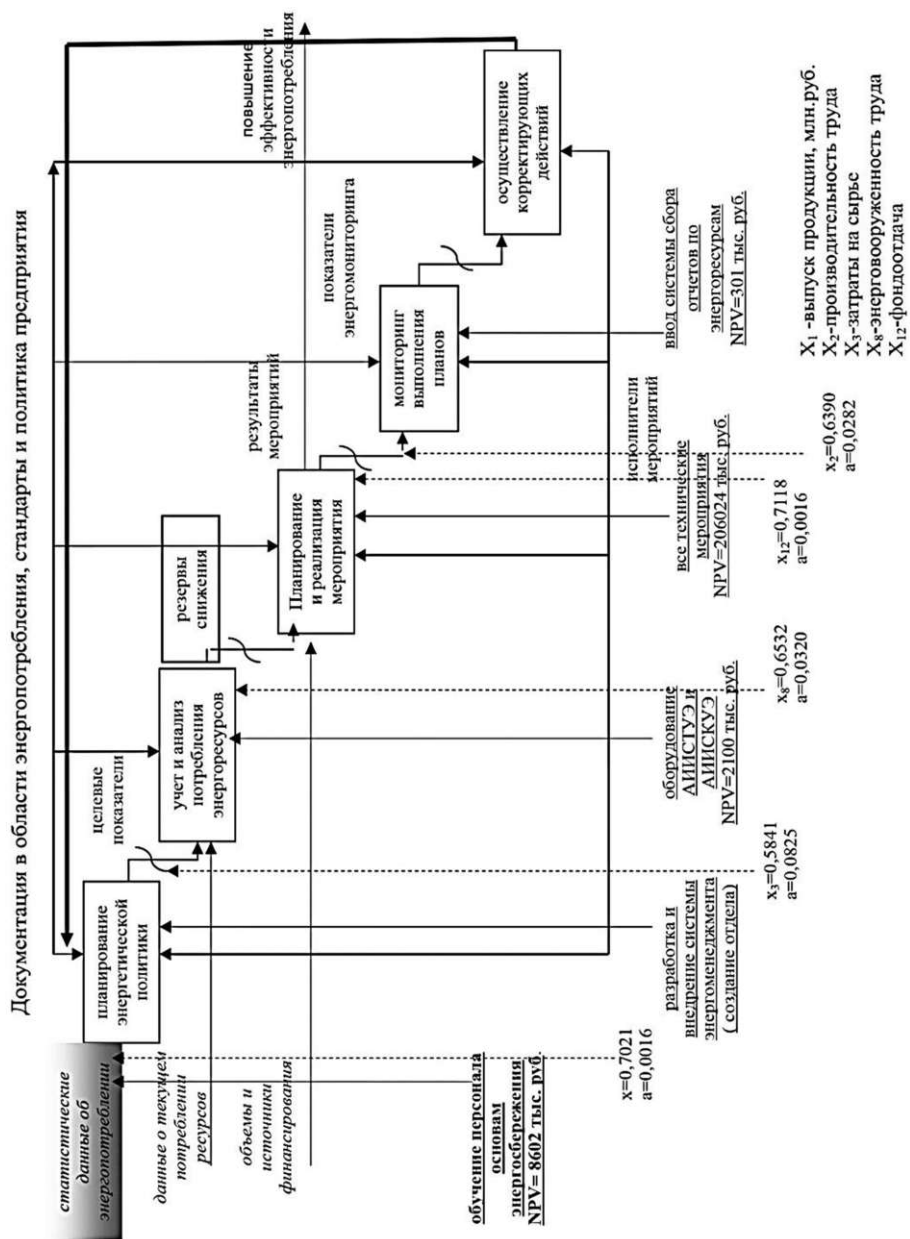 Документация в области энергопотребления, стандарты и политика предприятия
статистические
данные об
энергопотреблении
планирование
энергетической
политики
целевые
показатели
данные о текущем
потреблении
ресурсов
учет и анализ
потребления
энергоресурсов
резервы
снижения
объемы и
источники
финансирования
Планирование
и реализация
мероприятия
результаты
мероприятий
мониторинг
выполнения
планов
показатели
энергомониторинга
осуществление
корректирующих
действий
повышение
эффективности
энергопотребления
исполнители
мероприятий
обучение персонала
основам
энергосбережения
NPV= 8602 тыс. руб.
разработка и
внедрение системы
энергоменеджмента
( создание отдела)
оборудование
АИИСТУЭ и
АИИСКУЭ
NPV=2100 тыс. руб.
все технические
мероприятия
NPV=206024 тыс. руб.
ввод системы сбора
отчетов по
энергоресурсам
NPV=301 тыс. руб.
x=0,7021
a=0,0016
x₃=0,5841
a=0,0825
x₈=0,6532
a=0,0320
x₁₂=0,7118
a=0,0016
x₂=0,6390
a=0,0282
X₁ -выпуск продукции, млн.руб.
X₂-производительность труда
X₃-затраты на сырье
X₈-энерговооруженность труда
X₁₂-фондоотдача